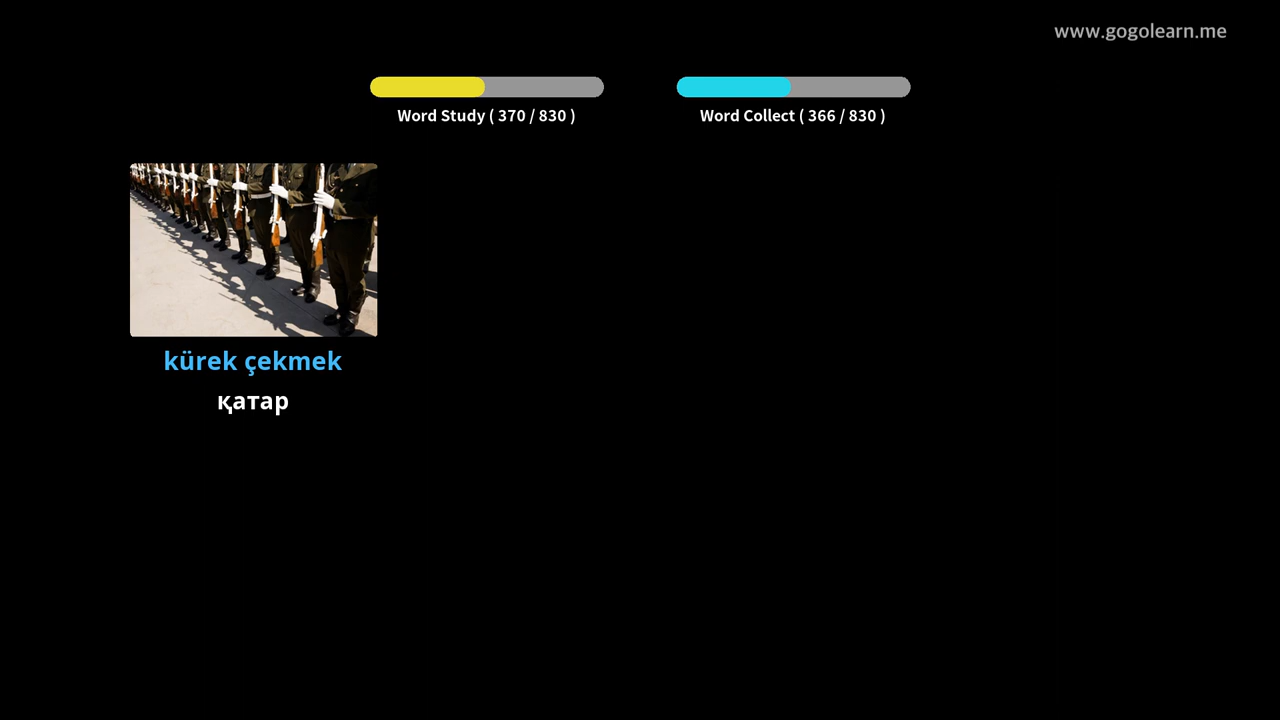 www.gogolearn.me
Word Study ( 370 / 830 )
Word Collect ( 366 / 830 )
kürek çekmek
қатар